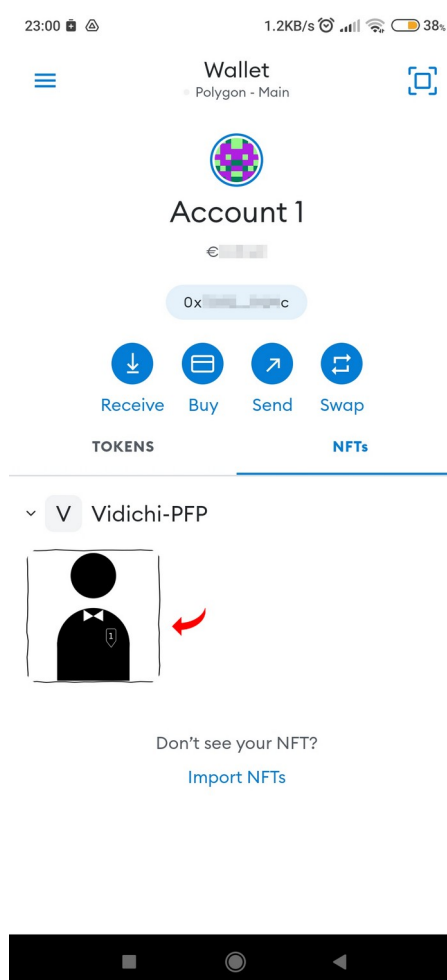 23:00 1.2KB/s 38%
Wallet
Polygon - Main
Account 1
€
0x c
Receive Buy Send Swap
TOKENS NFTs
V Vidichi-PFP
1
Don't see your NFT?
Import NFTs